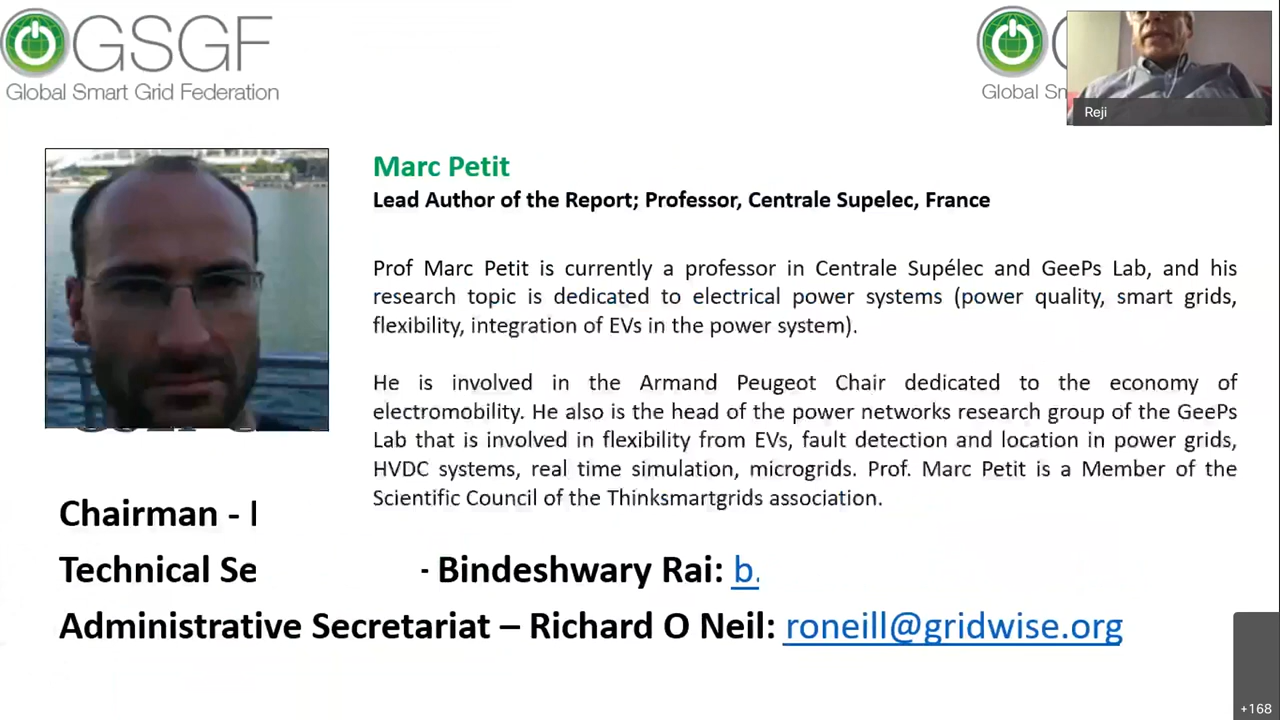 GSGF
Global Smart Grid Federation
Global Sm
Reji
Marc Petit
Lead Author of the Report; Professor, Centrale Supelec, France
Prof Marc Petit is currently a professor in Centrale Supélec and GeePs Lab, and his
research topic is dedicated to electrical power systems (power quality, smart grids,
flexibility, integration of EVs in the power system).
He is involved in the Armand Peugeot Chair dedicated to the economy of
electromobility. He also is the head of the power networks research group of the GeePs
Lab that is involved in flexibility from EVs, fault detection and location in power grids,
HVDC systems, real time simulation, microgrids. Prof. Marc Petit is a Member of the
Scientific Council of the Thinksmartgrids association.
Chairman -
Technical Se - Bindeshwary Rai: b.
Administrative Secretariat – Richard O Neil: roneill@gridwise.org
+168